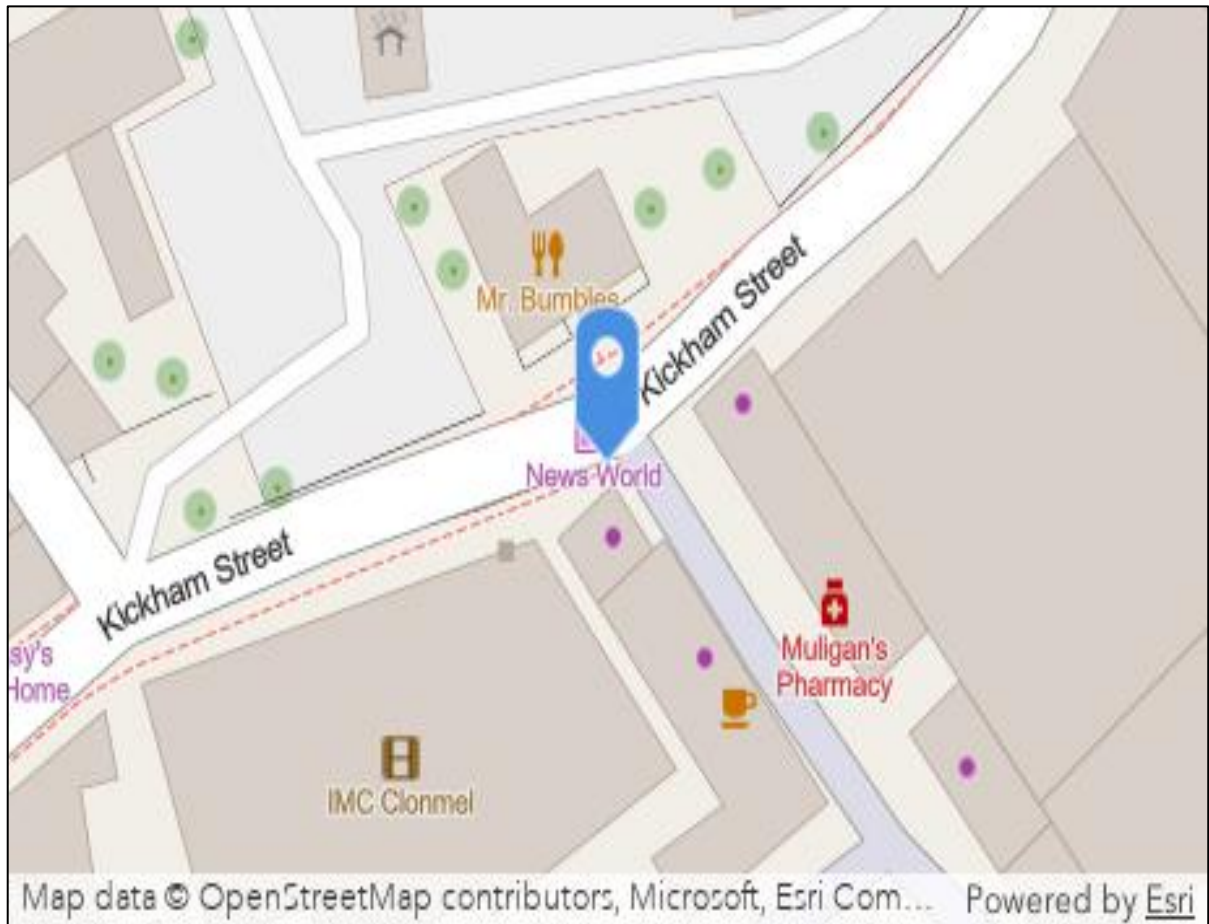 Mr. Bumbles
Kickham Street
News World
Kickham Street
sy's
Home
Muligan's
Pharmacy
IMC Clonmel
Map data © OpenStreetMap contributors, Microsoft, Esri Com...
Powered by Esri